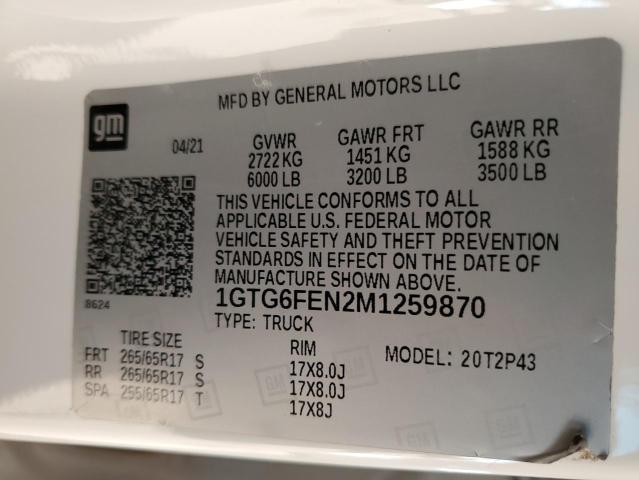 MFD BY GENERAL MOTORS LLC
gm
04/21 GVWR GAWR FRT GAWR RR
2722 KG 1451 KG 1588 KG
6000 LB 3200 LB 3500 LB
THIS VEHICLE CONFORMS TO ALL
APPLICABLE U.S. FEDERAL MOTOR
VEHICLE SAFETY AND THEFT PREVENTION
STANDARDS IN EFFECT ON THE DATE OF
MANUFACTURE SHOWN ABOVE.
8624
1GTG6FEN2M1259870
TYPE: TRUCK
TIRE SIZE RIM MODEL: 20T2P43
FRT 265/65R17 S 17X8.0J
RR 265/65R17 S 17X8.0J
SPA 255/65R17 T 17X8J